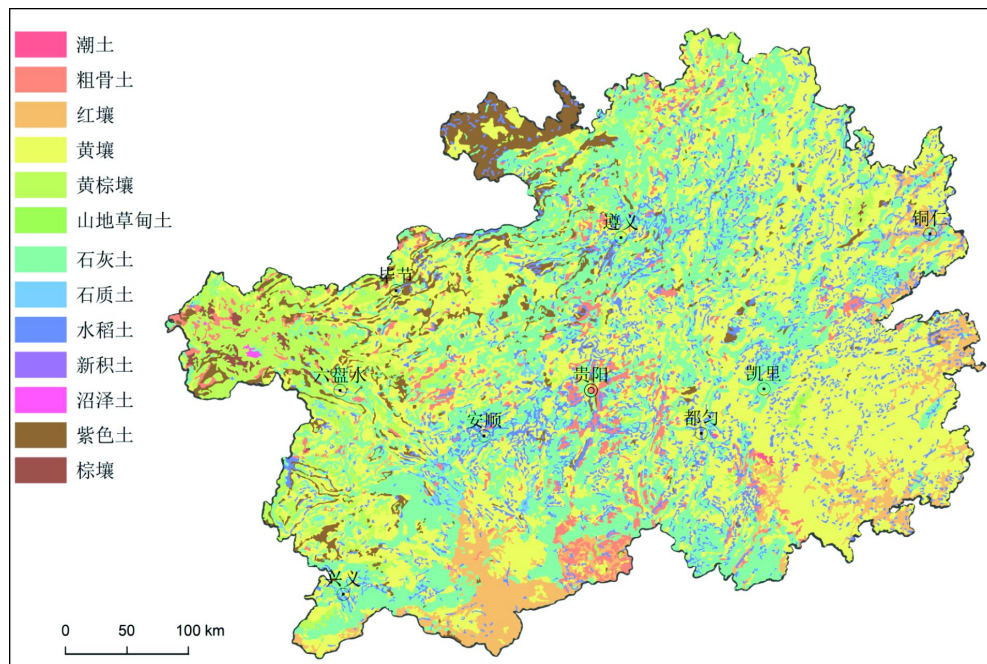 潮土
粗骨土
红壤
黄壤
黄棕壤
山地草甸土
石灰土
石质土
水稻土
新积土
沼泽土
紫色土
棕壤
遵义
铜仁
毕节
六盘水
贵阳
凯里
安顺
都匀
兴义
0 50 100 km